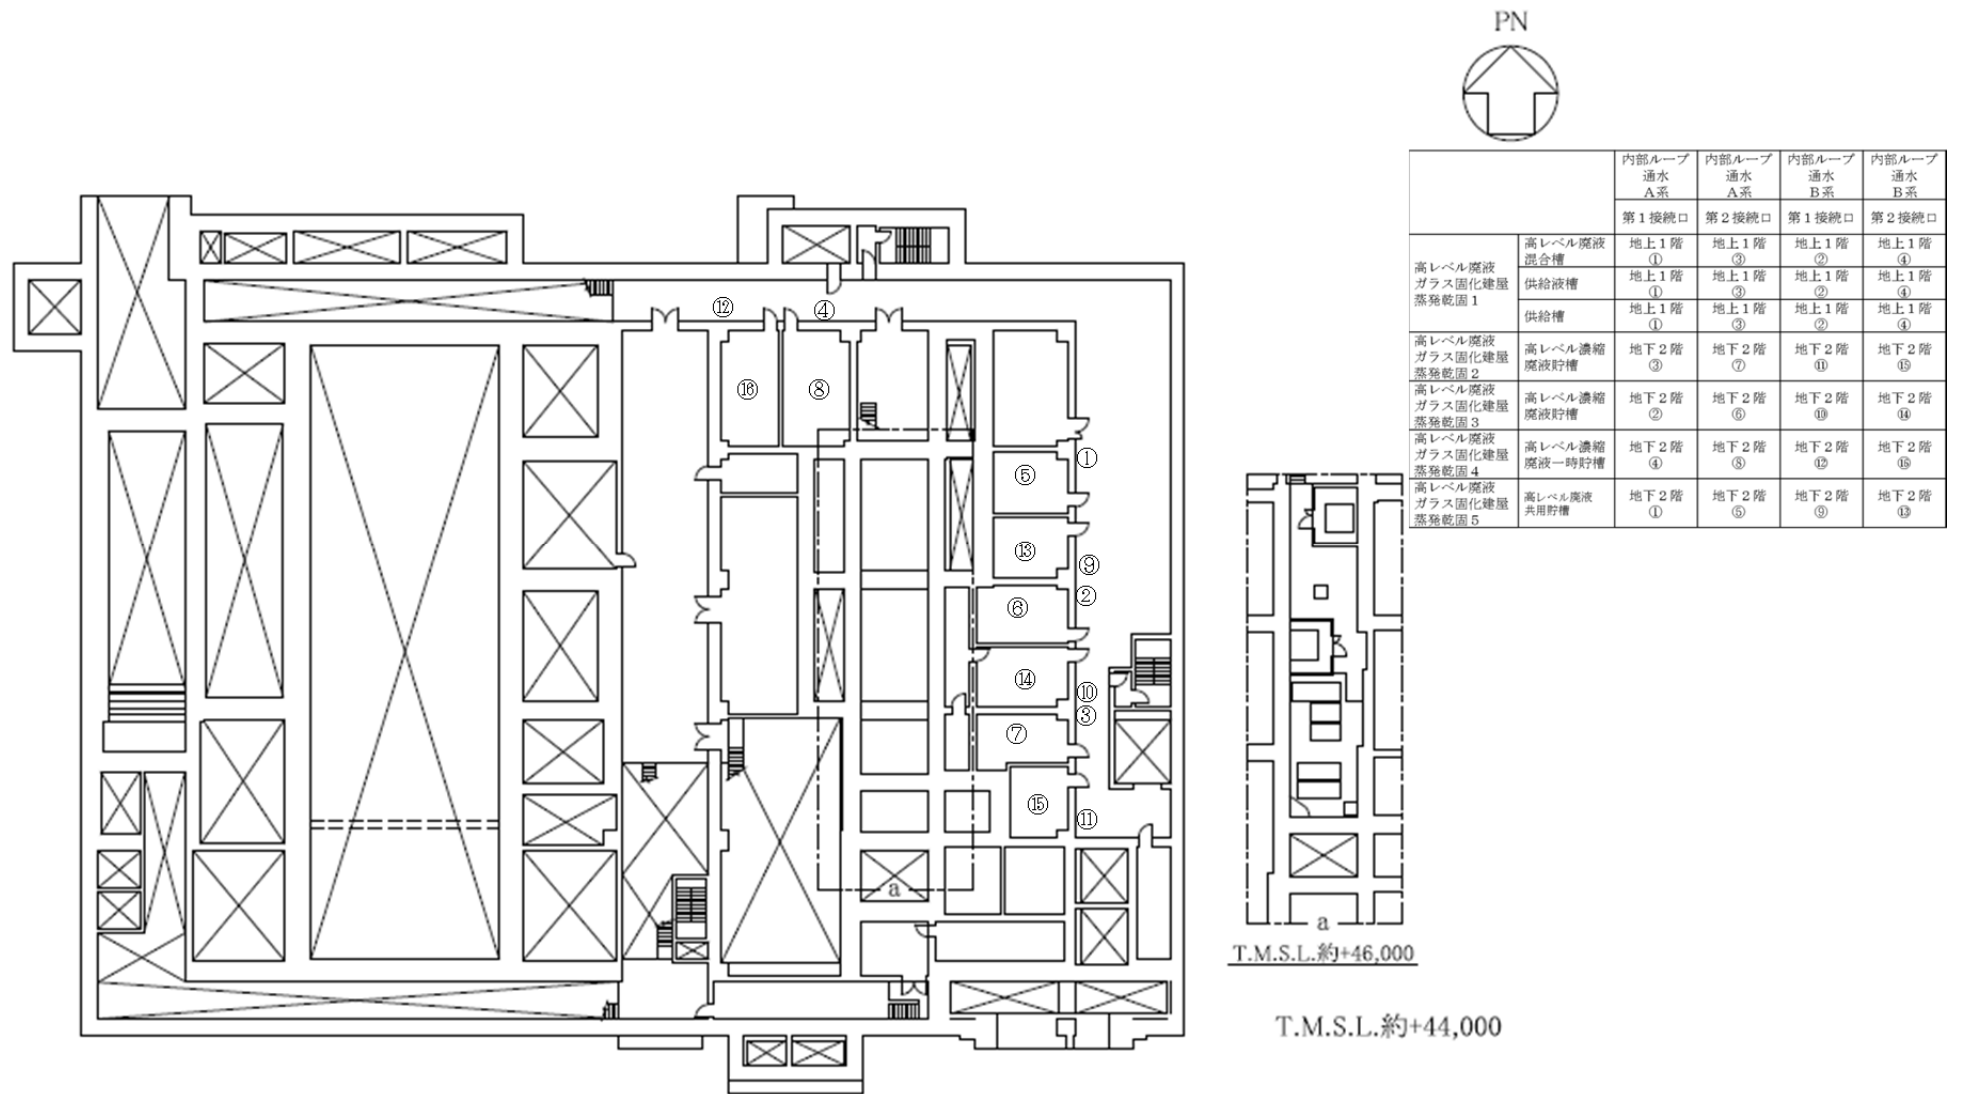 PN
内部ループ 内部ループ 内部ループ 内部ループ
通水 通水 通水 通水
A系 A系 B系 B系
第1接続口 第2接続口 第1接続口 第2接続口
高レベル廃液
ガラス固化建屋
蒸発乾固1
高レベル廃液 地上1階 地上1階 地上1階 地上1階
混合槽 ① ③ ② ④
供給液槽 地上1階 地上1階 地上1階 地上1階
① ③ ② ④
供給槽 地上1階 地上1階 地上1階 地上1階
① ③ ② ④
高レベル廃液
ガラス固化建屋
蒸発乾固2
高レベル濃縮 地下2階 地下2階 地下2階 地下2階
廃液貯槽 ③ ⑦ ⑪ ⑮
高レベル廃液
ガラス固化建屋
蒸発乾固3
高レベル濃縮 地下2階 地下2階 地下2階 地下2階
廃液貯槽 ② ⑥ ⑩ ⑭
高レベル廃液
ガラス固化建屋
蒸発乾固4
高レベル濃縮 地下2階 地下2階 地下2階 地下2階
廃液一時貯槽 ④ ⑧ ⑫ ⑯
高レベル廃液
ガラス固化建屋
蒸発乾固5
高レベル廃液 地下2階 地下2階 地下2階 地下2階
共用貯槽 ① ⑤ ⑨ ⑬
⑫ ④
⑯ ⑧
①
⑤
⑬
⑨
②
⑥
⑭
⑩
③
⑦
⑮
⑪
a
a
T.M.S.L.約+46,000
T.M.S.L.約+44,000